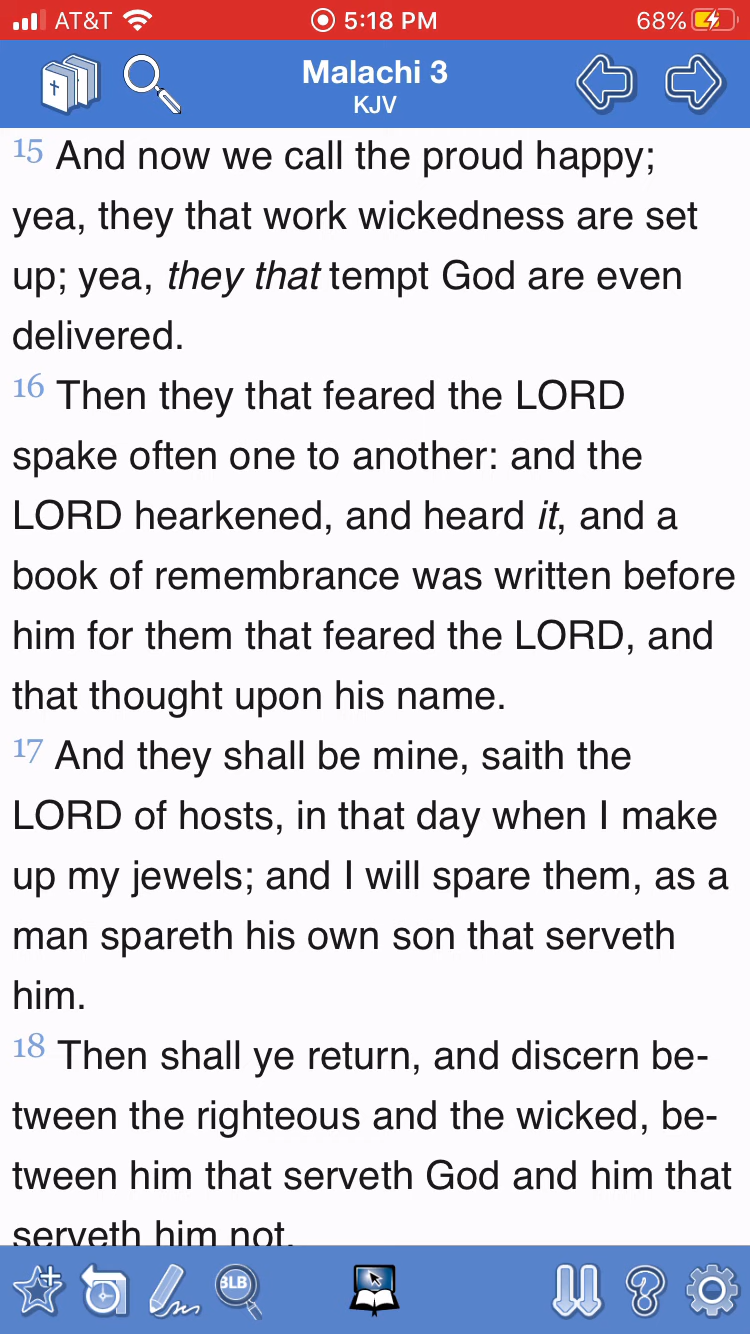 AT&T 5:18 PM 68%
Malachi 3
KJV
15 And now we call the proud happy;
yea, they that work wickedness are set
up; yea, they that tempt God are even
delivered.
16 Then they that feared the LORD
spake often one to another: and the
LORD hearkened, and heard it, and a
book of remembrance was written before
him for them that feared the LORD, and
that thought upon his name.
17 And they shall be mine, saith the
LORD of hosts, in that day when I make
up my jewels; and I will spare them, as a
man spareth his own son that serveth
him.
18 Then shall ye return, and discern be-
tween the righteous and the wicked, be-
tween him that serveth God and him that
serveth him not.
BLB